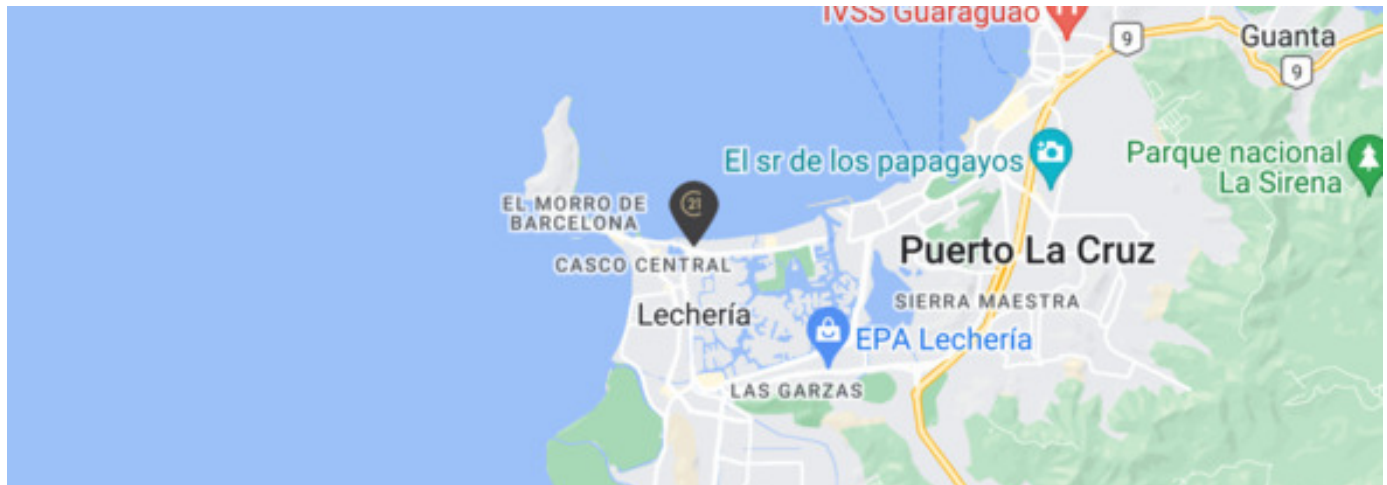 IVSS Guaraguao
9
Guanta
9
El sr de los papagayos
Parque nacional
La Sirena
EL MORRO DE
BARCELONA
21
CASCO CENTRAL
Puerto La Cruz
SIERRA MAESTRA
Lechería
EPA Lechería
LAS GARZAS